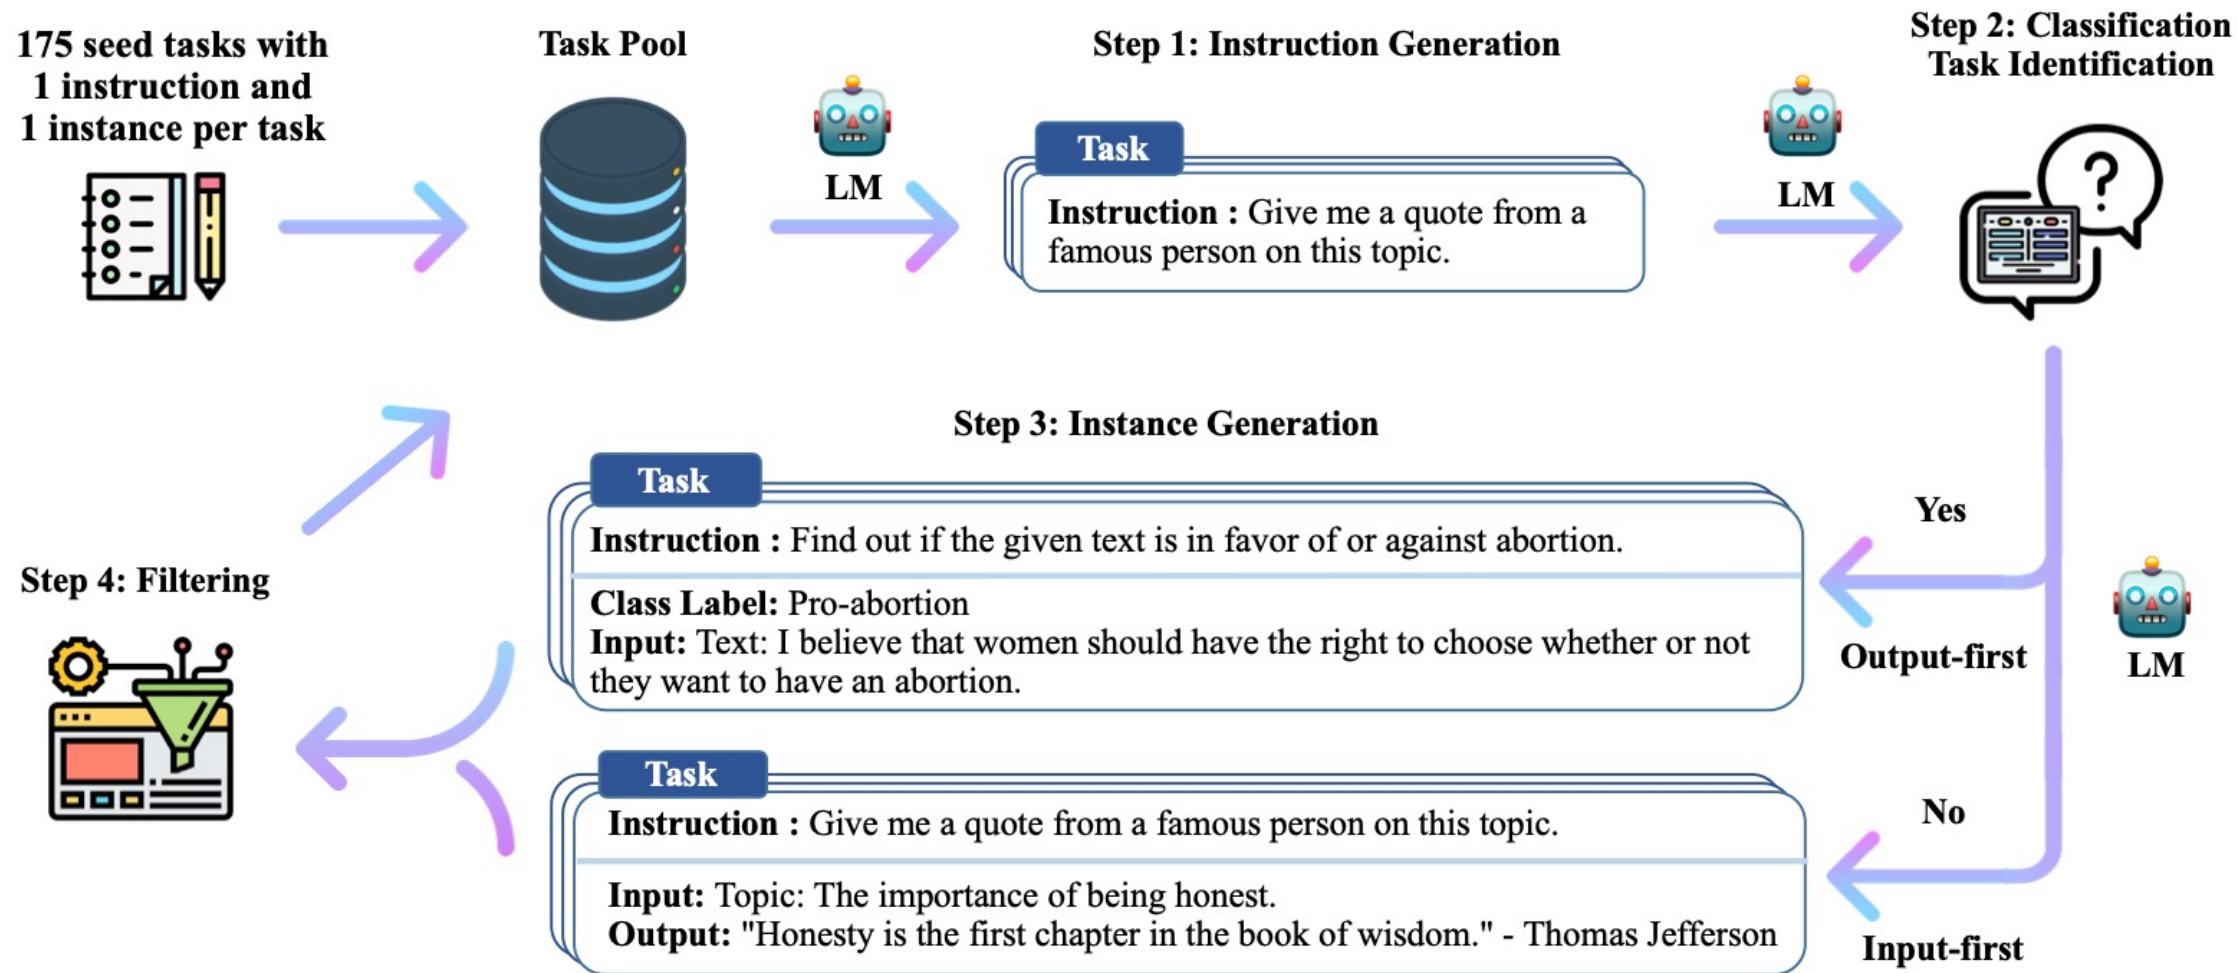 175 seed tasks with
1 instruction and
1 instance per task
Task Pool
LM
Step 1: Instruction Generation
Task
Instruction : Give me a quote from a
famous person on this topic.
LM
Step 2: Classification
Task Identification
Step 3: Instance Generation
Task
Instruction : Find out if the given text is in favor of or against abortion.
Class Label: Pro-abortion
Input: Text: I believe that women should have the right to choose whether or not
they want to have an abortion.
Yes
Output-first
LM
Task
Instruction : Give me a quote from a famous person on this topic.
Input: Topic: The importance of being honest.
Output: "Honesty is the first chapter in the book of wisdom." - Thomas Jefferson
No
Input-first
Step 4: Filtering